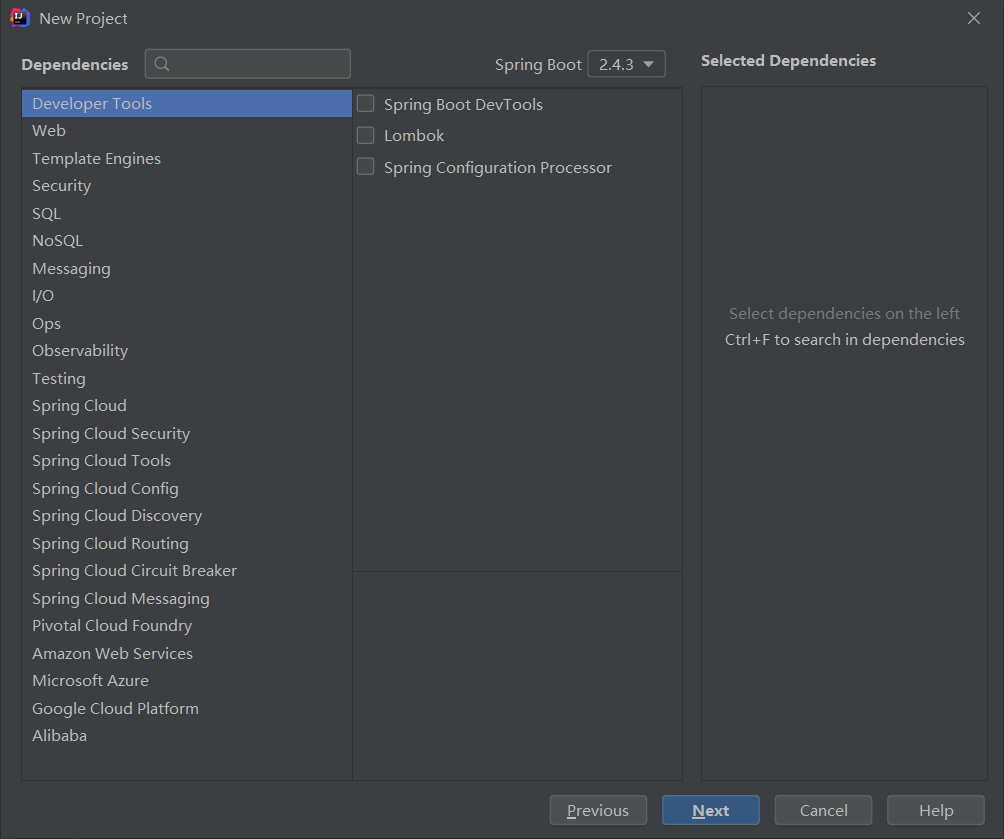 New Project
Dependencies
Spring Boot 2.4.3
Selected Dependencies
Developer Tools
Web
Template Engines
Security
SQL
NoSQL
Messaging
I/O
Ops
Observability
Testing
Spring Cloud
Spring Cloud Security
Spring Cloud Tools
Spring Cloud Config
Spring Cloud Discovery
Spring Cloud Routing
Spring Cloud Circuit Breaker
Spring Cloud Messaging
Pivotal Cloud Foundry
Amazon Web Services
Microsoft Azure
Google Cloud Platform
Alibaba
Spring Boot DevTools
Lombok
Spring Configuration Processor
Select dependencies on the left
Ctrl+F to search in dependencies
Previous
Next
Cancel
Help